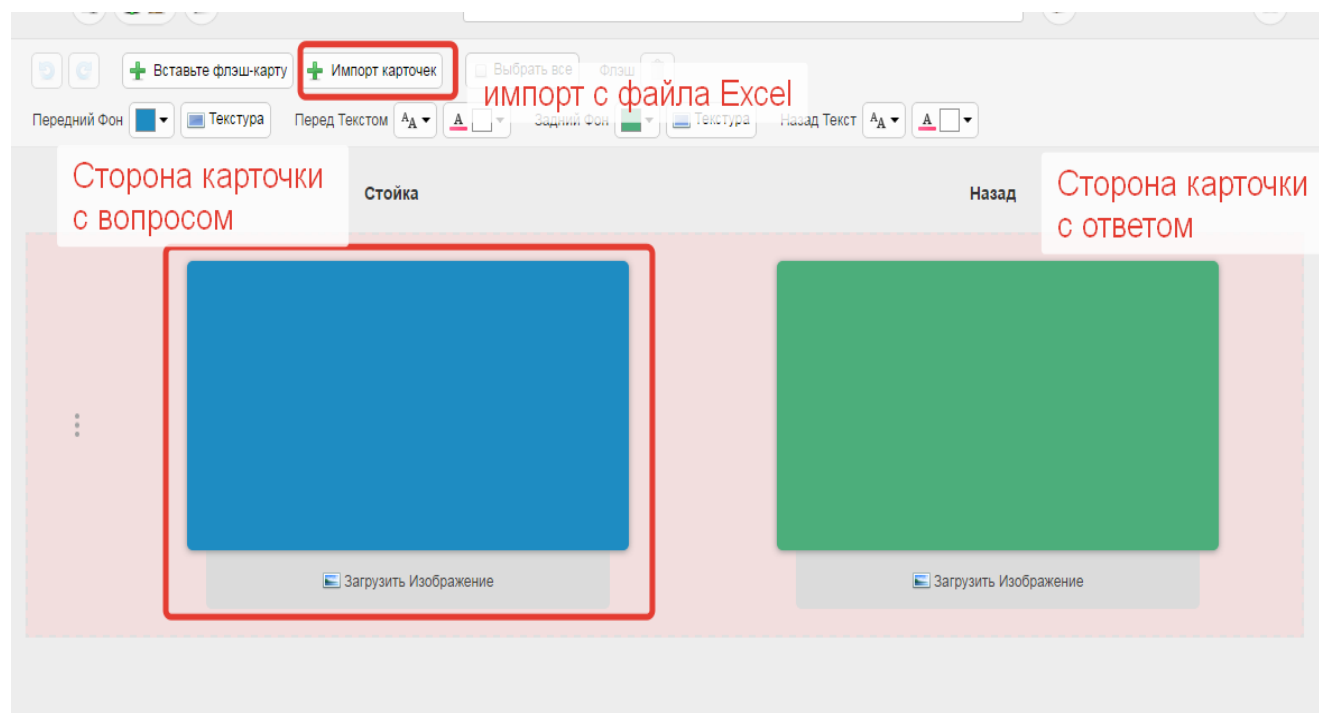 Вставьте флэш-карту Импорт карточек Выбрать все Флэш
импорт с файла Excel
Передний Фон Текстура Перед Текстом Задний Фон Текстура Назад Текст
Сторона карточки
с вопросом
Стойка
Назад
Сторона карточки
с ответом
Загрузить Изображение
Загрузить Изображение